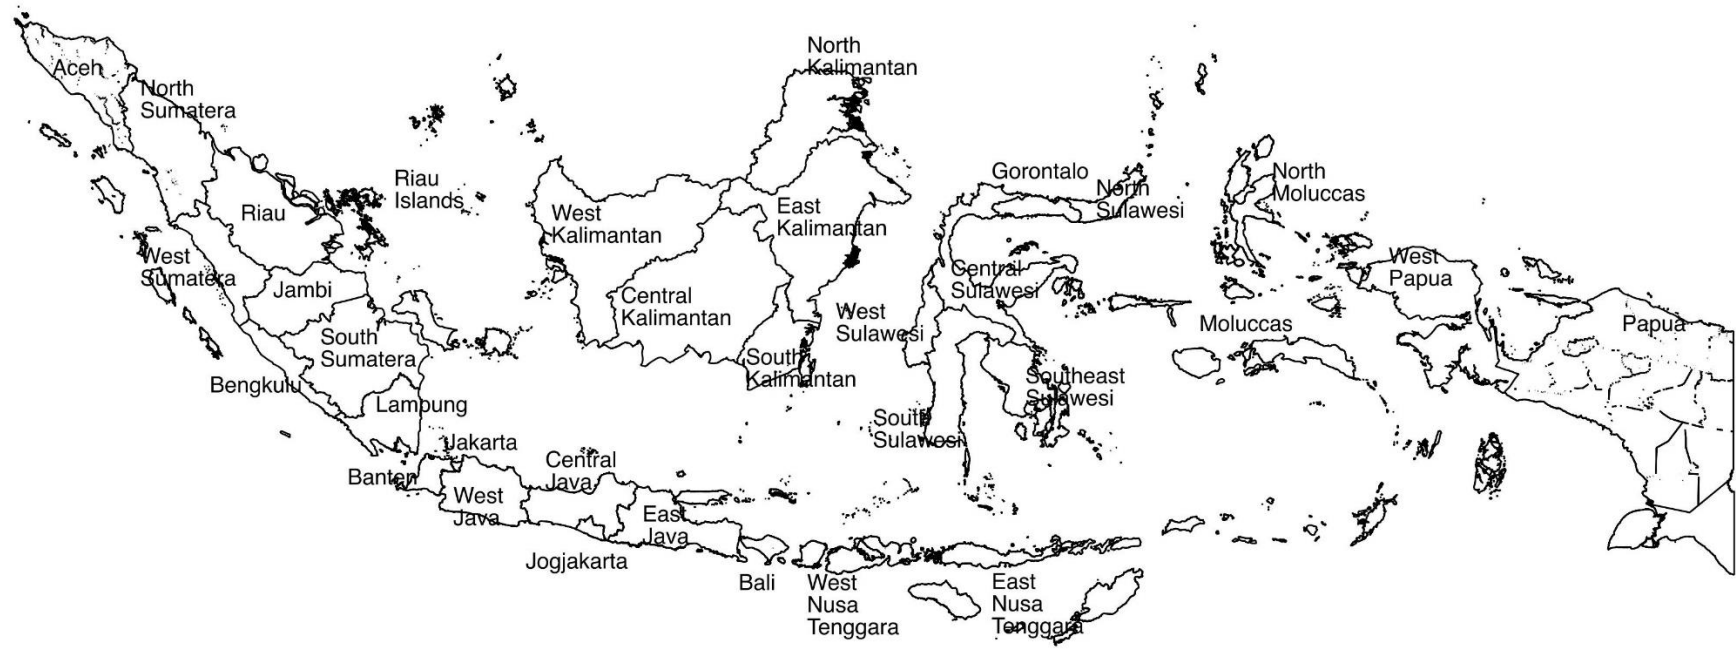 Aceh
North
Sumatera
Riau
Islands
Riau
West
Sumatera
Jambi
South
Sumatera
Bengkulu
Lampung
Jakarta
Banten
West
Java
Central
Java
Jogjakarta
East
Java
Bali
West
Nusa
Tenggara
East
Nusa
Tenggara
North
Kalimantan
West
Kalimantan
East
Kalimantan
Central
Kalimantan
South
Kalimantan
Gorontalo
North
Sulawesi
Central
Sulawesi
West
Sulawesi
Southeast
Sulawesi
South
Sulawosi
North
Moluccas
Moluccas
West
Papua
Papua